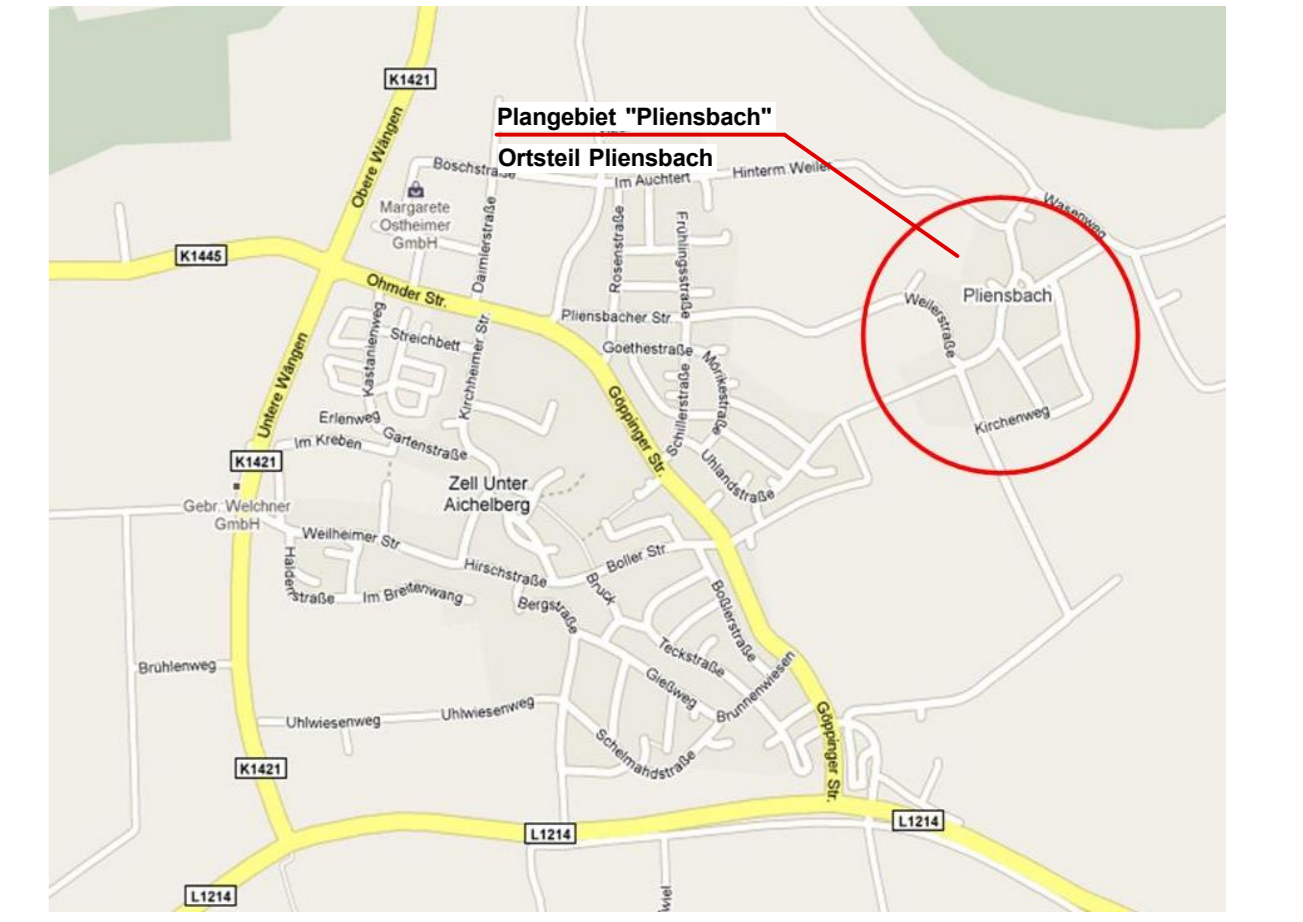 K1421
Plangebiet "Pliensbach"
Ortsteil Pliensbach
Obere Wängen
Boschstraße
Im Auchtert
Hinterm Weiler
Margarete
Ostheimer
GmbH
Wasenweg
K1445
Daimlerstraße
Rosenstraße
Frühlingsstraße
Ohmder Str.
Weilerstraße
Pliensbach
Pliensbacher Str.
Kastanienweg
Streichbett
Kirchheimer Str.
Goethestraße
Mörikestraße
Untere Wängen
Göppinger Str.
Schillerstraße
Erlenweg
Kirchenweg
Im Kreben
Gartenstraße
K1421
Uhlandstraße
Zell Unter
Aichelberg
Gebr. Welchner
GmbH
Weilheimer Str.
Haldenstraße
Hirschstraße
Boller Str.
Im Breitenwang
Bruck
Bergstraße
Boßlerstraße
Teckstraße
Brühlenweg
Gießweg
Brunnenwiesen
Uhlwiesenweg
Uhlwiesenweg
Göppinger Str.
Schelmahdstraße
K1421
L1214
L1214
L1214